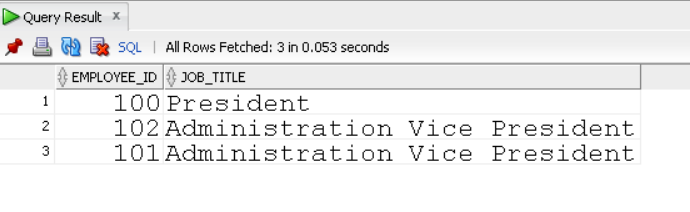 Query Result x
SQL | All Rows Fetched: 3 in 0.053 seconds
EMPLOYEE_ID JOB_TITLE
1 100 President
2 102 Administration Vice President
3 101 Administration Vice President